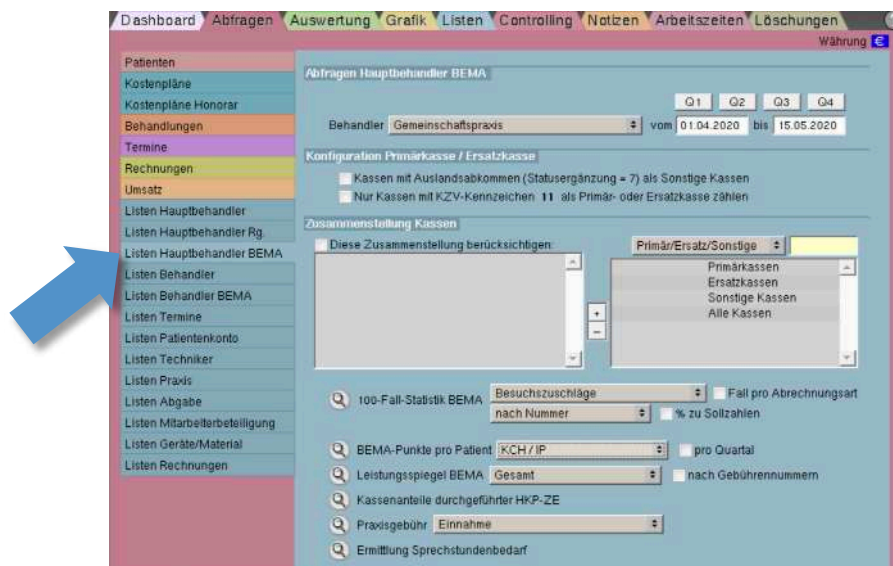 Dashboard Abfragen Auswertung Grafik Listen Controlling Notizen Arbeitszeiten Löschungen
Währung €
Patienten
Kostenpläne
Kostenpläne Honorar
Behandlungen
Termine
Rechnungen
Umsatz
Listen Hauptbehandler
Listen Hauptbehandler Rg.
Listen Hauptbehandler BEMA
Listen Behandler
Listen Behandler BEMA
Listen Termine
Listen Patientenkonto
Listen Techniker
Listen Praxis
Listen Abgabe
Listen Mitarbeiterbeteiligung
Listen Geräte/Material
Listen Rechnungen
Abfragen Hauptbehandler BEMA
Q1 Q2 Q3 Q4
Behandler Gemeinschaftspraxis vom 01.04.2020 bis 15.05.2020
Konfiguration Primärkasse / Ersatzkasse
Kassen mit Auslandsabkommen (Statusergänzung = 7) als Sonstige Kassen
Nur Kassen mit KZV-Kennzeichen 11 als Primär- oder Ersatzkasse zählen
Zusammenstellung Kassen
Diese Zusammenstellung berücksichtigen: Primär/Ersatz/Sonstige
Primärkassen
Ersatzkassen
Sonstige Kassen
Alle Kassen
+
−
100-Fall-Statistik BEMA Besuchszuschläge Fall pro Abrechnungsart
nach Nummer % zu Sollzahlen
BEMA-Punkte pro Patient KCH / IP pro Quartal
Leistungsspiegel BEMA Gesamt nach Gebührennummern
Kassenanteile durchgeführter HKP-ZE
Praxisgebühr Einnahme
Ermittlung Sprechstundenbedarf